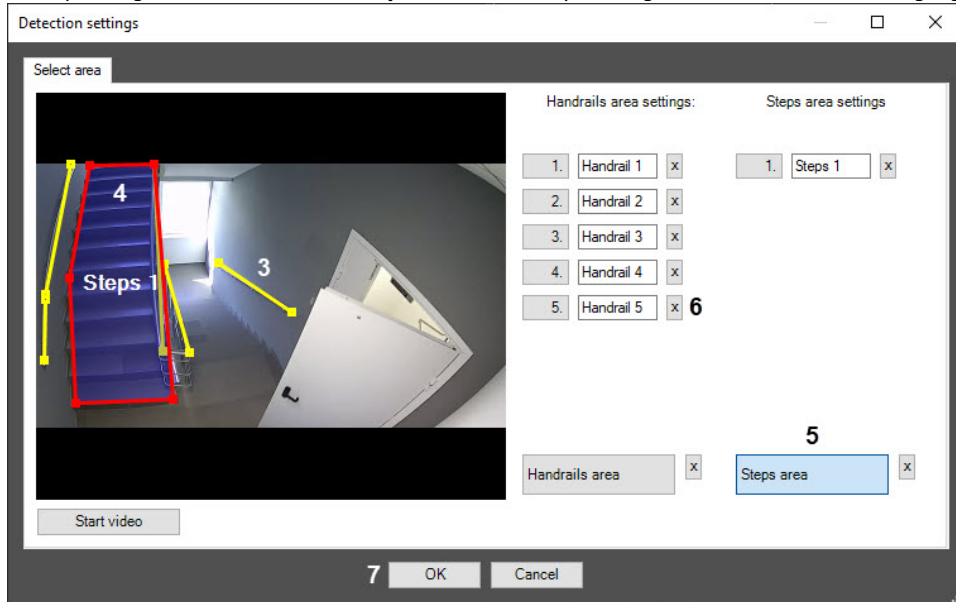 Detection settings
Select area
Handrails area settings:
Steps area settings
1. Handrail 1 x
1. Steps 1 x
2. Handrail 2 x
3. Handrail 3 x
4. Handrail 4 x
5. Handrail 5 x 6
4
3
Steps 1
5
Handrails area x
Steps area x
Start video
7 OK Cancel